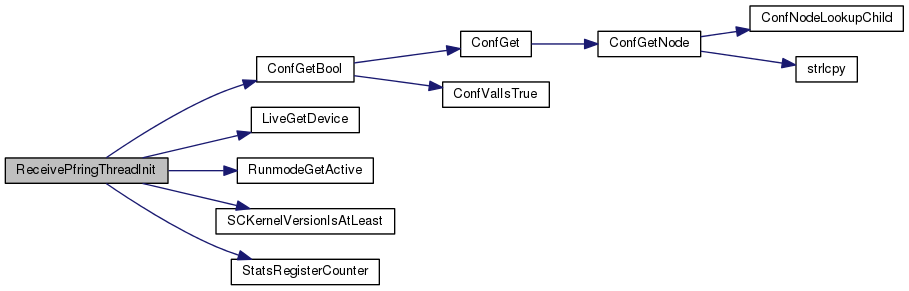 ReceivePfringThreadInit
ConfGetBool
LiveGetDevice
RunmodeGetActive
SCKernelVersionIsAtLeast
StatsRegisterCounter
ConfGet
ConfValIsTrue
ConfGetNode
ConfNodeLookupChild
strlcpy